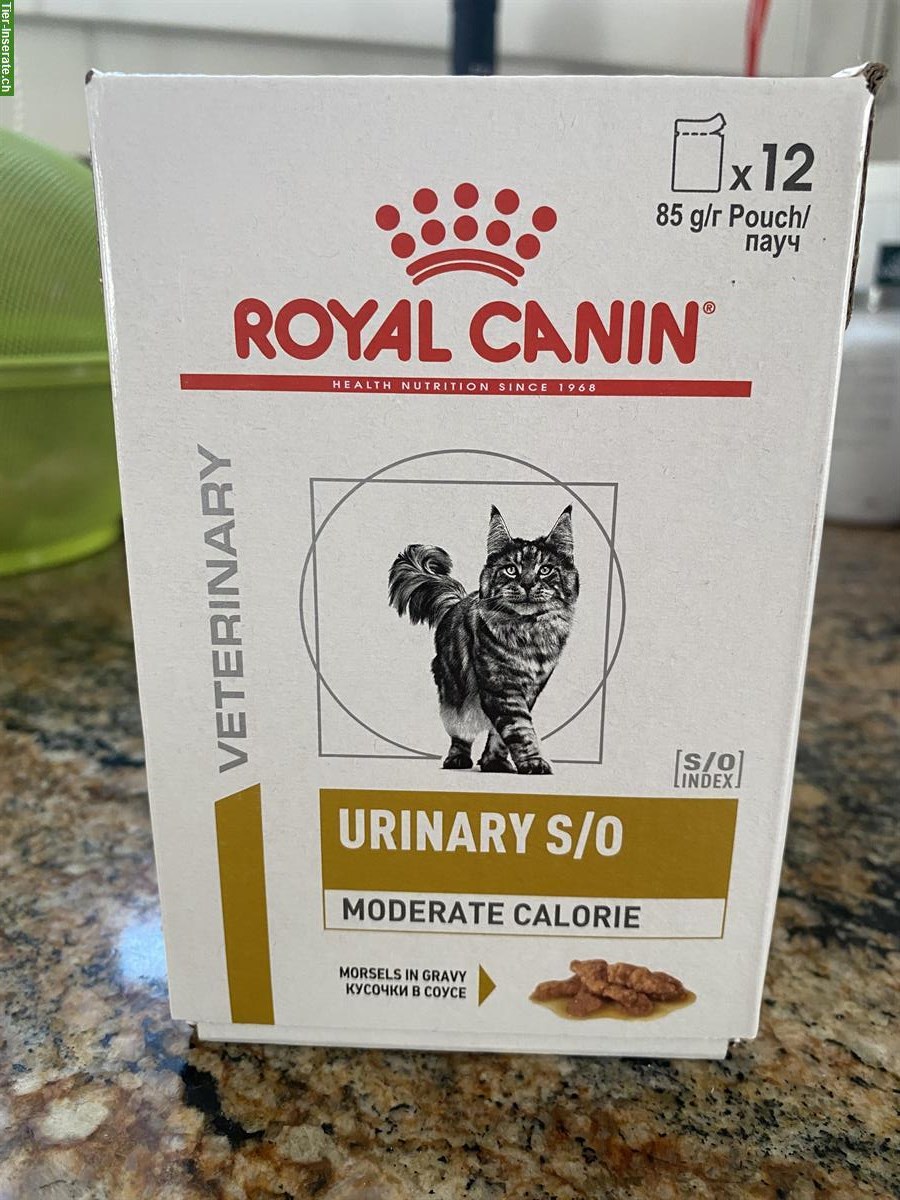 Tier-Inserate.ch
x12
85 g/г Pouch/
пауч
ROYAL CANIN®
HEALTH NUTRITION SINCE 1968
VETERINARY
S/O
INDEX
URINARY S/O
MODERATE CALORIE
MORSELS IN GRAVY
КУСОЧКИ В СОУСЕ